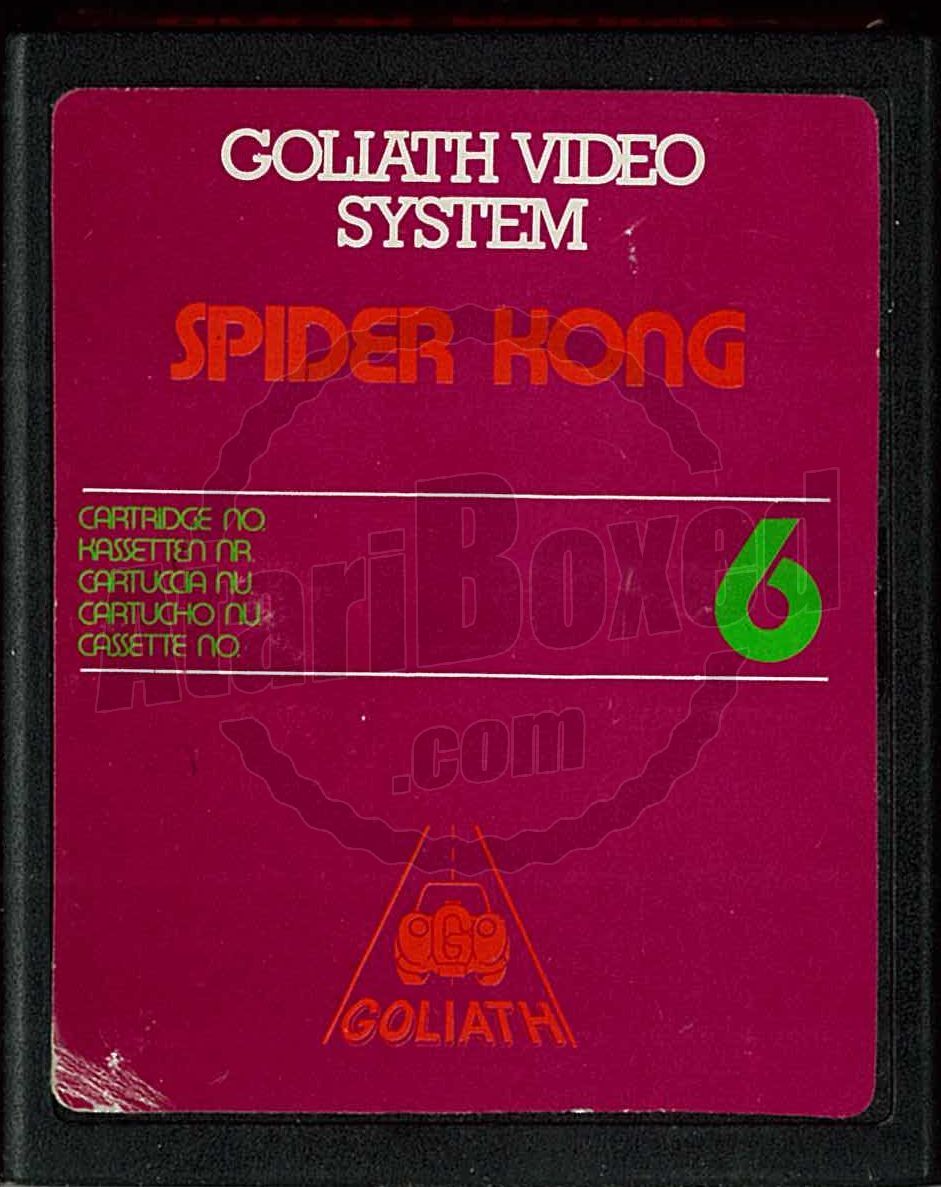 GOLIATH VIDEO
SYSTEM
SPIDER KONG
CARTRIDGE NO.
KASSETTEN NR.
CARTUCCIA NU.
CARTUCHO NU.
CASSETTE NO.
6
AtariBoxed
.com
G
GOLIATH